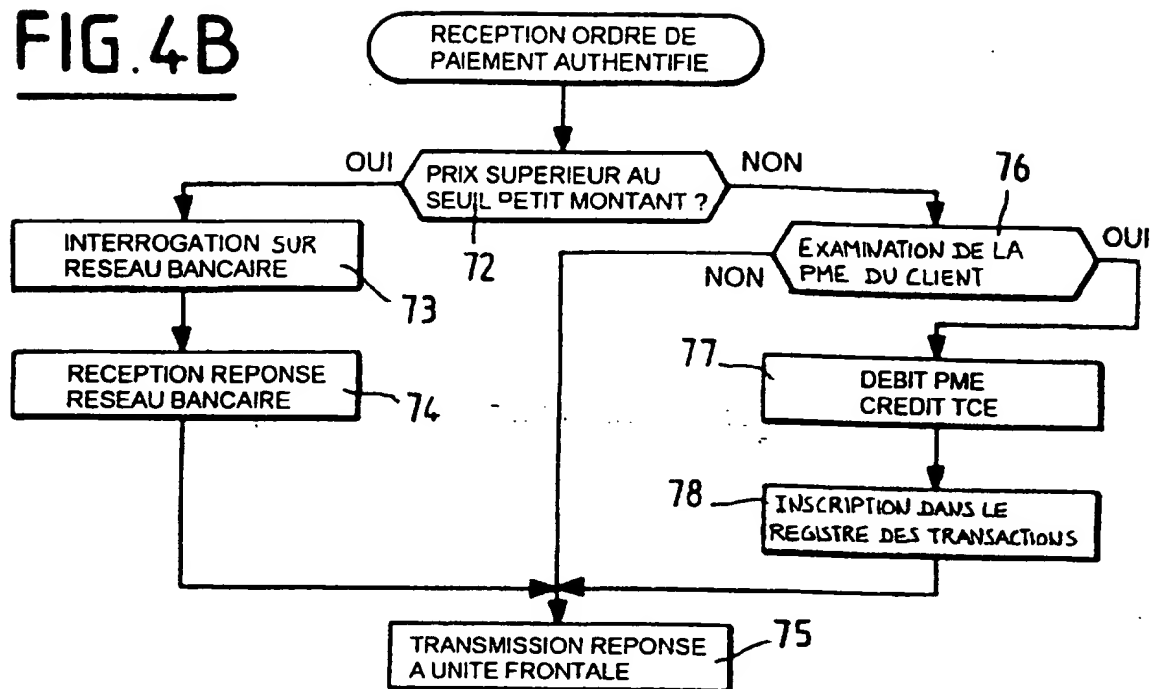 FIG.4B
RECEPTION ORDRE DE
PAIEMENT AUTHENTIFIE
OUI
NON
PRIX SUPERIEUR AU
SEUIL PETIT MONTANT ?
72
76
INTERROGATION SUR
RESEAU BANCAIRE
73
EXAMINATION DE LA
PME DU CLIENT
OUI
NON
RECEPTION REPONSE
RESEAU BANCAIRE
74
77
DEBIT PME
CREDIT TCE
78
INSCRIPTION DANS LE
REGISTRE DES TRANSACTIONS
TRANSMISSION REPONSE
A UNITE FRONTALE
75